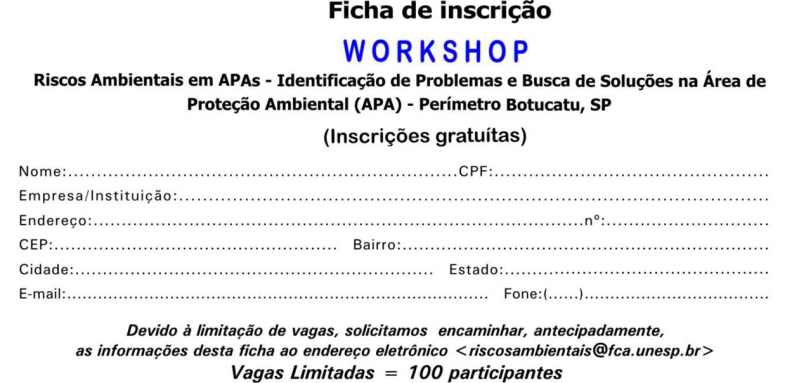 Ficha de inscrição
WORKSHOP
Riscos Ambientais em APAs - Identificação de Problemas e Busca de Soluções na Área de
Proteção Ambiental (APA) - Perímetro Botucatu, SP
(Inscrições gratuítas)
Nome:..................................................................CPF:...............................................
Empresa/Instituição:.....................................................................................................
Endereço:...................................................................................nº:............................
CEP:................................................ Bairro:...............................................................
Cidade:............................................................. Estado:.............................................
E-mail:........................................................................... Fone:(......).................................
Devido à limitação de vagas, solicitamos encaminhar, antecipadamente,
as informações desta ficha ao endereço eletrônico <riscosambientais@fca.unesp.br>
Vagas Limitadas = 100 participantes